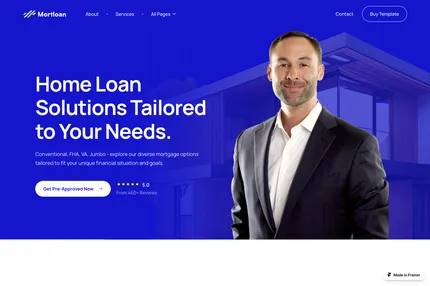 Mortloan
About
Services
All Pages
Contact
Buy Template
Home Loan
Solutions Tailored
to Your Needs.
Conventional, FHA, VA, Jumbo - explore our diverse mortgage options
tailored to fit your unique financial situation and goals.
Get Pre-Approved Now
5.0
From 460+ Reviews
Made in Framer